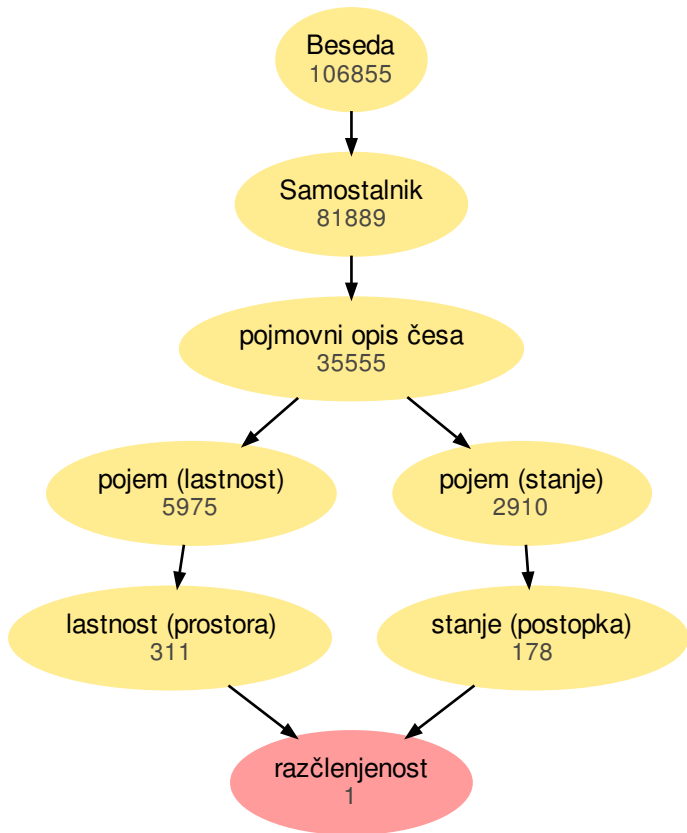 Beseda
106855
Samostalnik
81889
pojmovni opis česa
35555
pojem (lastnost)
5975
pojem (stanje)
2910
lastnost (prostora)
311
stanje (postopka)
178
razčlenjenost
1